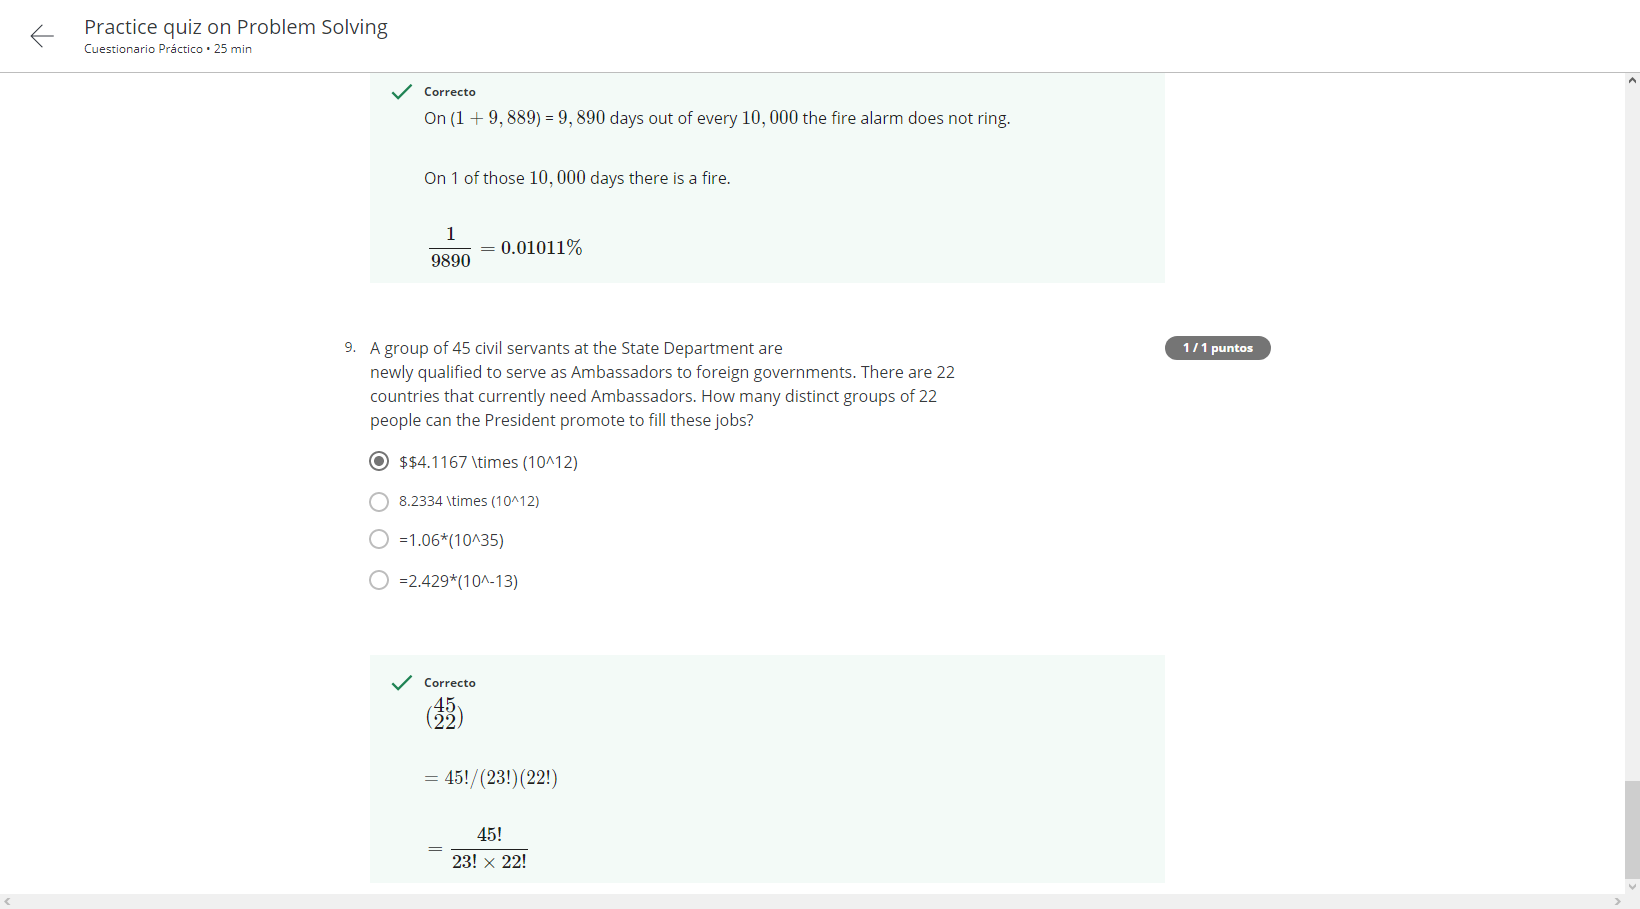 Practice quiz on Problem Solving
Cuestionario Práctico • 25 min
Correcto
On (1 + 9, 889) = 9, 890 days out of every 10, 000 the fire alarm does not ring.
On 1 of those 10, 000 days there is a fire.
1
9890
= 0.01011%
9. A group of 45 civil servants at the State Department are
1 / 1 puntos
newly qualified to serve as Ambassadors to foreign governments. There are 22
countries that currently need Ambassadors. How many distinct groups of 22
people can the President promote to fill these jobs?
$$4.1167 \times (10^12)
8.2334 \times (10^12)
=1.06*(10^35)
=2.429*(10^-13)
Correcto
(45
22)
= 45!/(23!)(22!)
45!
=
23! × 22!